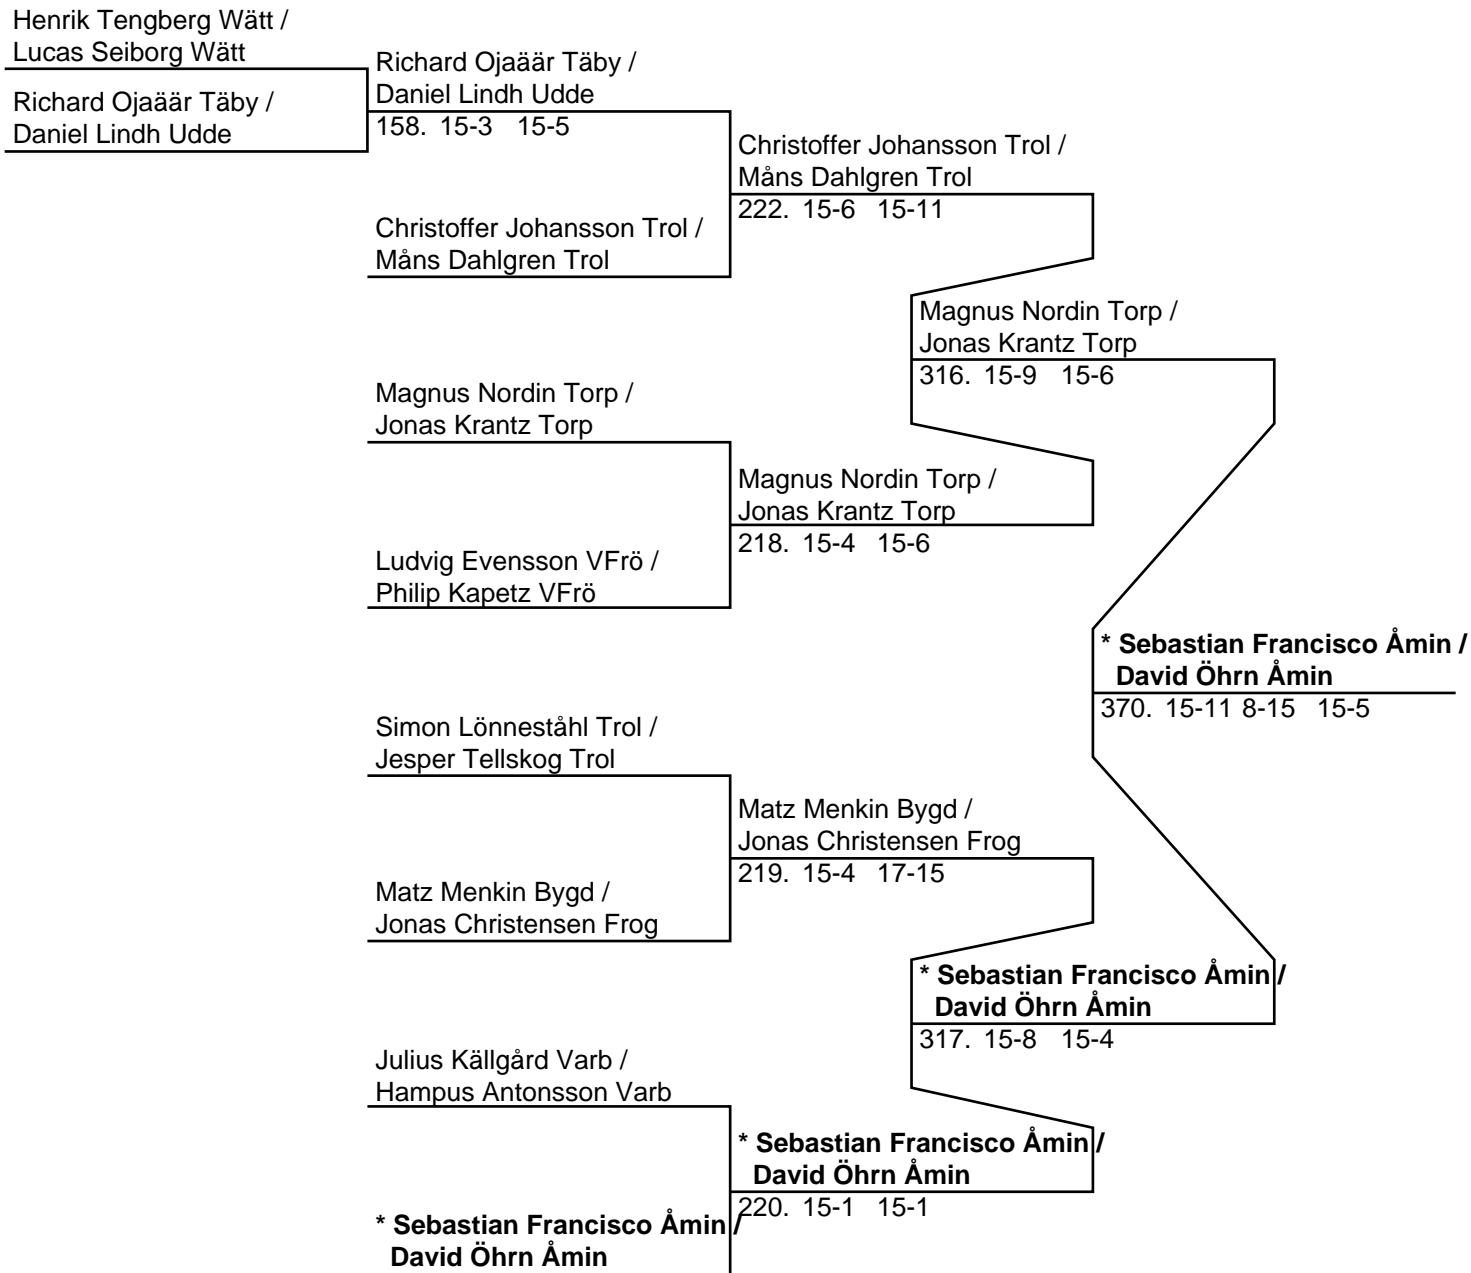 Henrik Tengberg Wätt /
Lucas Seiborg Wätt
Richard Ojaäär Täby /
Daniel Lindh Udde
Richard Ojaäär Täby /
Daniel Lindh Udde
158. 15-3 15-5
Christoffer Johansson Trol /
Måns Dahlgren Trol
222. 15-6 15-11
Christoffer Johansson Trol /
Måns Dahlgren Trol
Magnus Nordin Torp /
Jonas Krantz Torp
316. 15-9 15-6
Magnus Nordin Torp /
Jonas Krantz Torp
Magnus Nordin Torp /
Jonas Krantz Torp
218. 15-4 15-6
Ludvig Evensson VFrö /
Philip Kapetz VFrö
* Sebastian Francisco Åmin /
David Öhrn Åmin
370. 15-11 8-15 15-5
Simon Lönneståhl Trol /
Jesper Tellskog Trol
Matz Menkin Bygd /
Jonas Christensen Frog
219. 15-4 17-15
Matz Menkin Bygd /
Jonas Christensen Frog
* Sebastian Francisco Åmin /
David Öhrn Åmin
317. 15-8 15-4
Julius Källgård Varb /
Hampus Antonsson Varb
* Sebastian Francisco Åmin /
David Öhrn Åmin
220. 15-1 15-1
* Sebastian Francisco Åmin /
David Öhrn Åmin